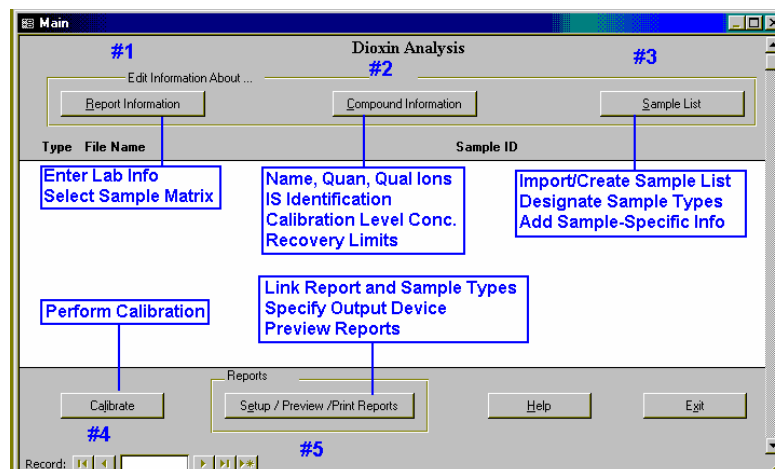 Main
Dioxin Analysis
#1
#2
#3
Edit Information About ...
Report Information
Compound Information
Sample List
Type File Name Sample ID
Enter Lab Info
Select Sample Matrix
Name, Quan, Qual Ions
IS Identification
Calibration Level Conc.
Recovery Limits
Import/Create Sample List
Designate Sample Types
Add Sample-Specific Info
Link Report and Sample Types
Specify Output Device
Preview Reports
Perform Calibration
Reports
Calibrate
Setup / Preview /Print Reports
Help
Exit
#4
#5
Record: